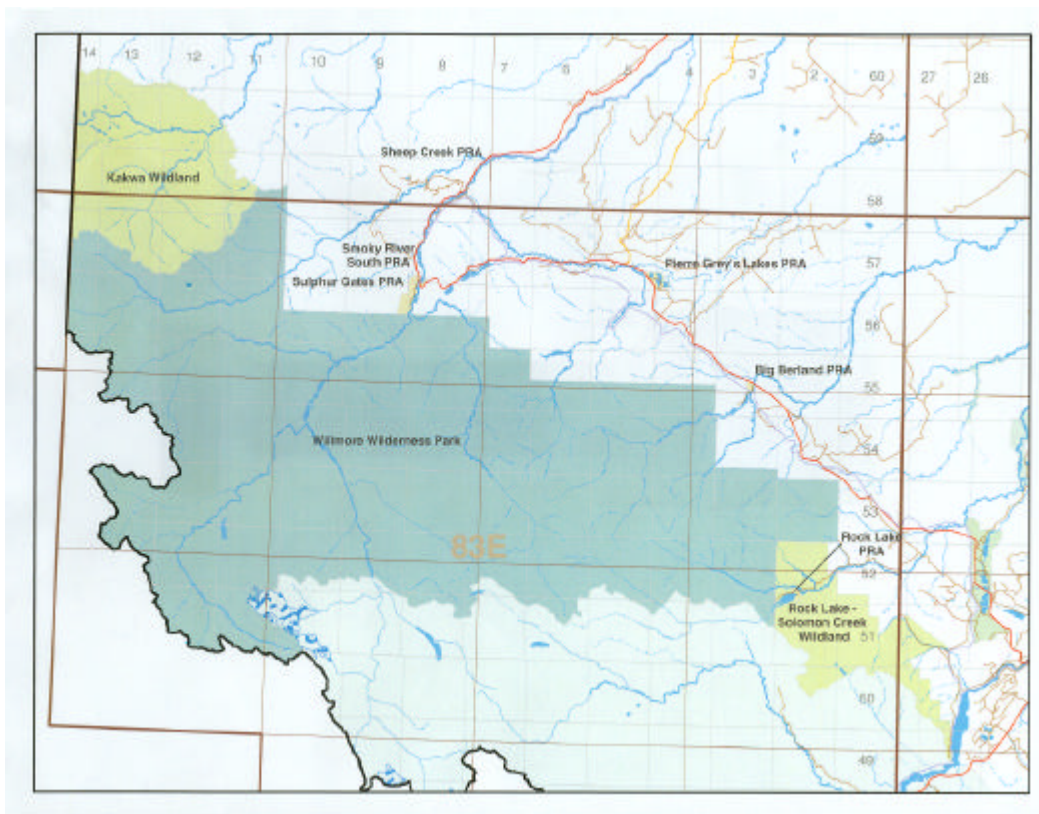 14
13
12
11
10
9
8
7
6
5
4
3
2
60
27
26
59
Sheep Creek PRA
Kakwa Wildland
58
Smoky River
South PRA
57
Pierre Grey's Lakes PRA
Sulphur Gates PRA
56
Big Berland PRA
55
Willmore Wilderness Park
54
53
83E
Rock Lake
PRA
52
Rock Lake -
Solomon Creek
Wildland
51
60
49